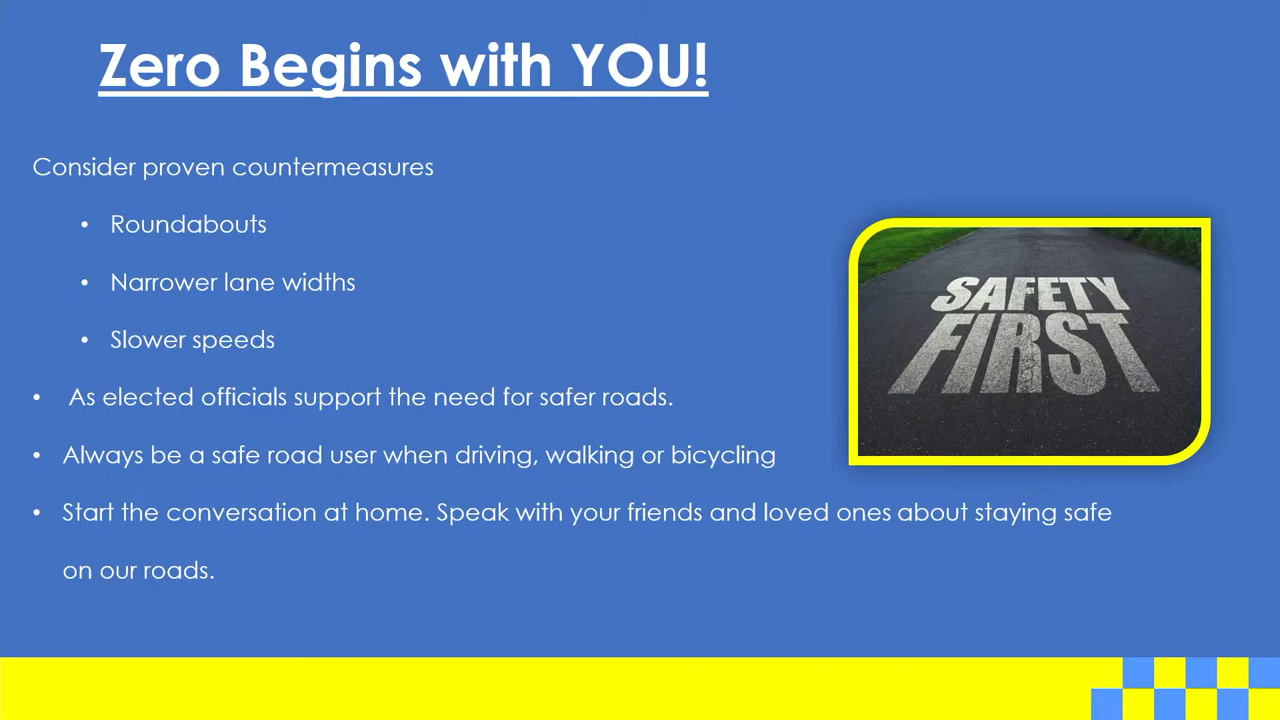 Zero Begins with YOU!
Consider proven countermeasures
• Roundabouts
• Narrower lane widths
• Slower speeds
• As elected officials support the need for safer roads.
• Always be a safe road user when driving, walking or bicycling
• Start the conversation at home. Speak with your friends and loved ones about staying safe
on our roads.
SAFETY
FIRST